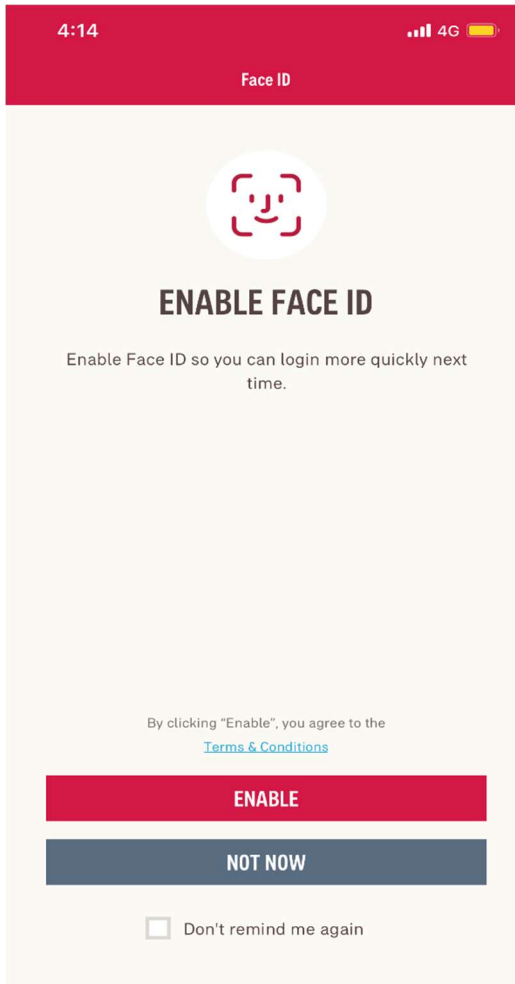 4:14 4G
Face ID
ENABLE FACE ID
Enable Face ID so you can login more quickly next
time.
By clicking "Enable", you agree to the
Terms & Conditions
ENABLE
NOT NOW
Don't remind me again